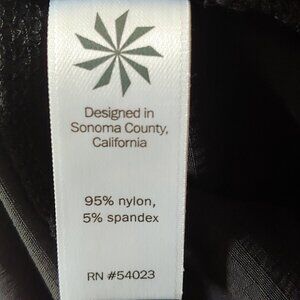 Designed in
Sonoma County,
California
95% nylon,
5% spandex
RN #54023